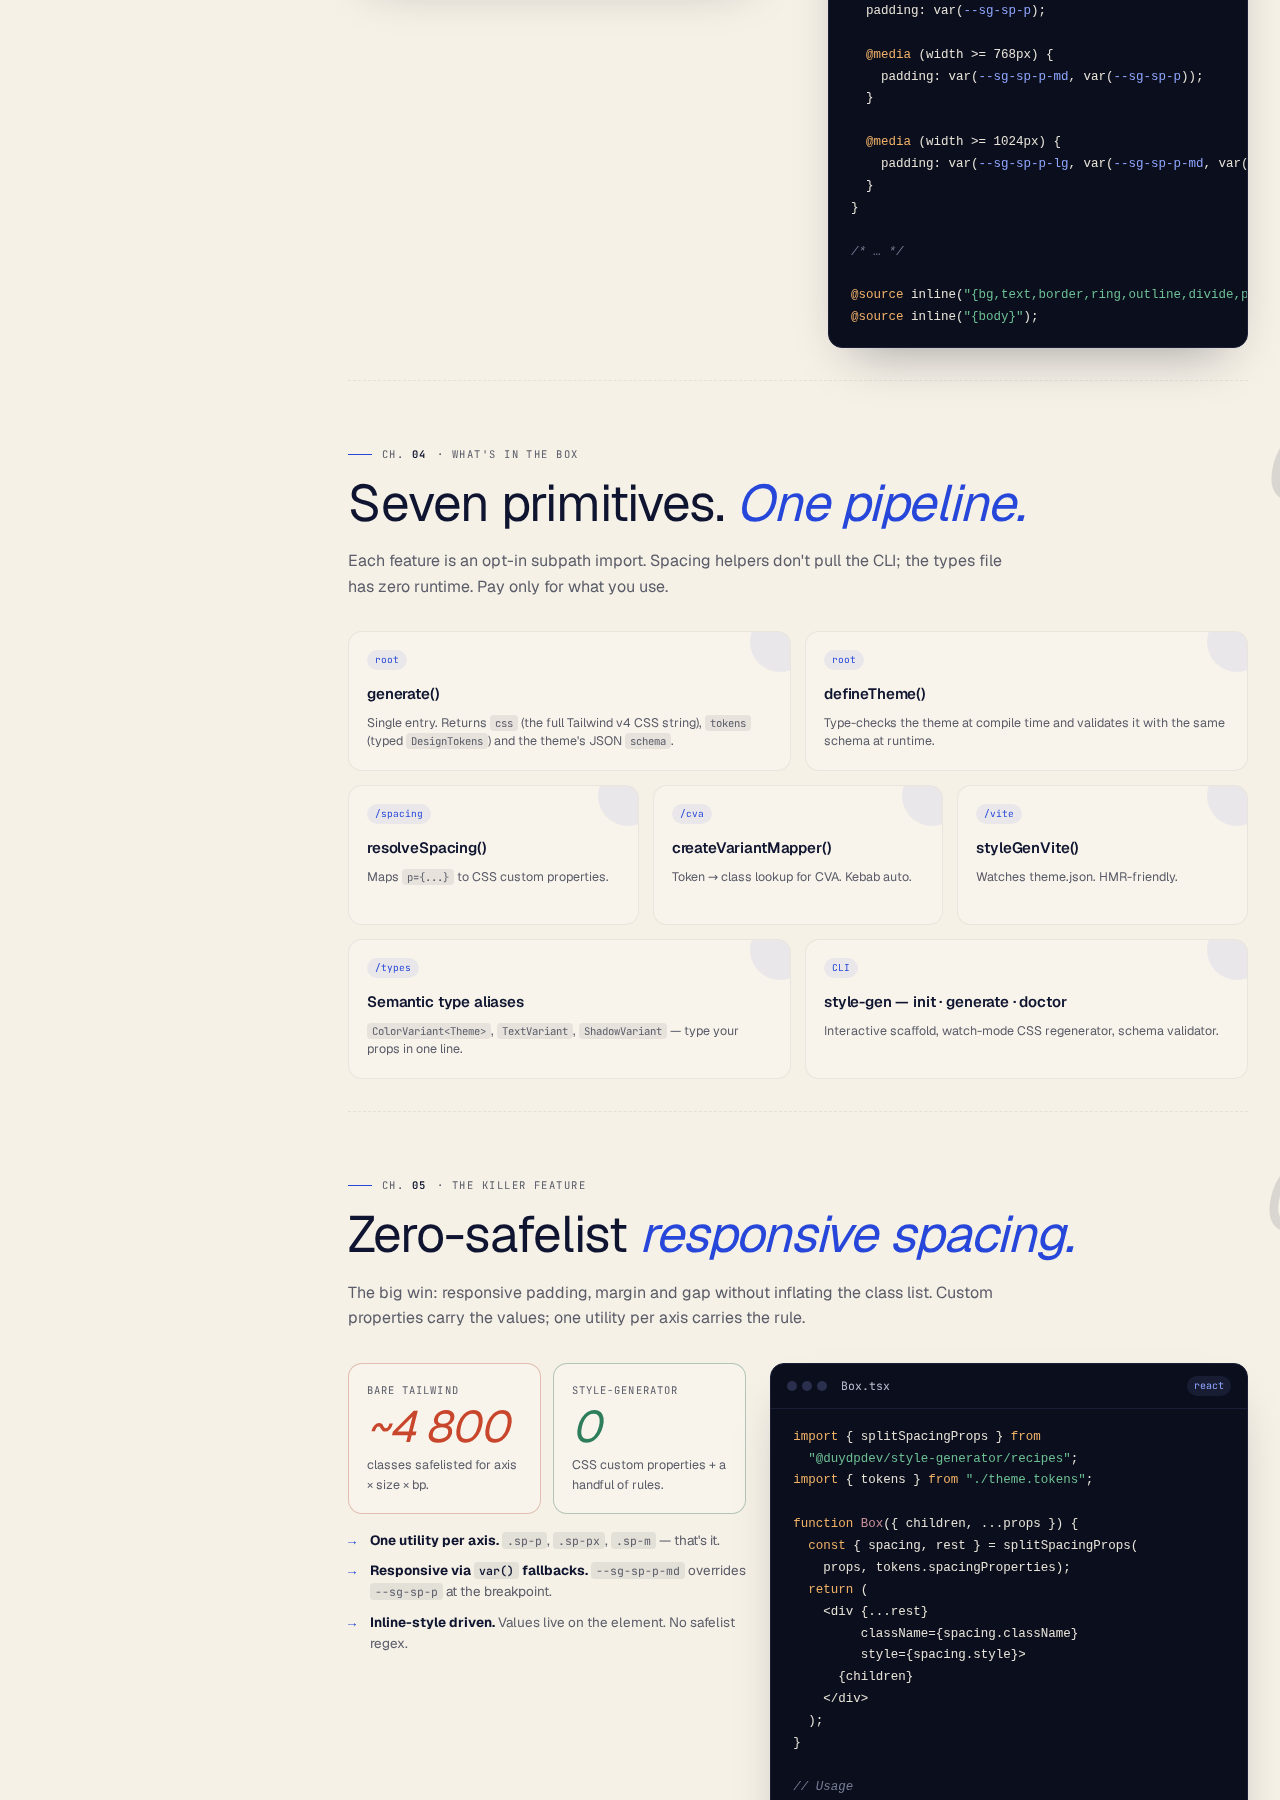 padding: var(--sg-sp-p);
@media (width >= 768px) {
padding: var(--sg-sp-p-md, var(--sg-sp-p));
}
@media (width >= 1024px) {
padding: var(--sg-sp-p-lg, var(--sg-sp-p-md, var(
}
}
/* … */
@source inline("{bg,text,border,ring,outline,divide,p
@source inline("{body}");
CH. 04 · WHAT'S IN THE BOX
Seven primitives. One pipeline.
Each feature is an opt-in subpath import. Spacing helpers don't pull the CLI; the types file
has zero runtime. Pay only for what you use.
root
generate()
Single entry. Returns css (the full Tailwind v4 CSS string), tokens
(typed DesignTokens) and the theme's JSON schema.
root
defineTheme()
Type-checks the theme at compile time and validates it with the same
schema at runtime.
/spacing
resolveSpacing()
Maps p={...} to CSS custom properties.
/cva
createVariantMapper()
Token → class lookup for CVA. Kebab auto.
/vite
styleGenVite()
Watches theme.json. HMR-friendly.
/types
Semantic type aliases
ColorVariant<Theme>, TextVariant, ShadowVariant — type your
props in one line.
CLI
style-gen — init · generate · doctor
Interactive scaffold, watch-mode CSS regenerator, schema validator.
CH. 05 · THE KILLER FEATURE
Zero-safelist responsive spacing.
The big win: responsive padding, margin and gap without inflating the class list. Custom
properties carry the values; one utility per axis carries the rule.
BARE TAILWIND
~4 800
classes safelisted for axis
× size × bp.
STYLE-GENERATOR
0
CSS custom properties + a
handful of rules.
→ One utility per axis. .sp-p, .sp-px, .sp-m — that's it.
→ Responsive via var() fallbacks. --sg-sp-p-md overrides
--sg-sp-p at the breakpoint.
→ Inline-style driven. Values live on the element. No safelist
regex.
Box.tsx
react
import { splitSpacingProps } from
"@duydpdev/style-generator/recipes";
import { tokens } from "./theme.tokens";
function Box({ children, ...props }) {
const { spacing, rest } = splitSpacingProps(
props, tokens.spacingProperties);
return (
<div {...rest}
className={spacing.className}
style={spacing.style}>
{children}
</div>
);
}
// Usage